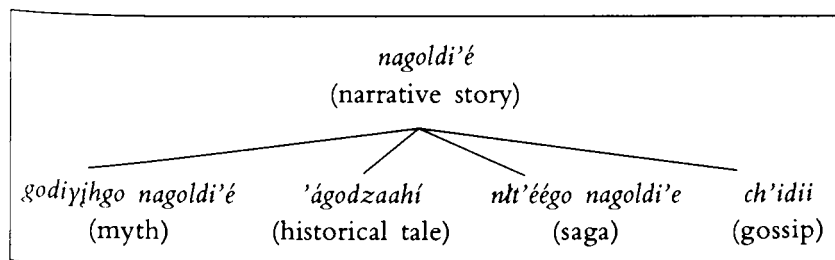 nagoldi’é
(narrative story)
godiyįhgo nagoldi’é ’ágodzaahí nłt’éégo nagoldi’e ch’idii
(myth) (historical tale) (saga) (gossip)